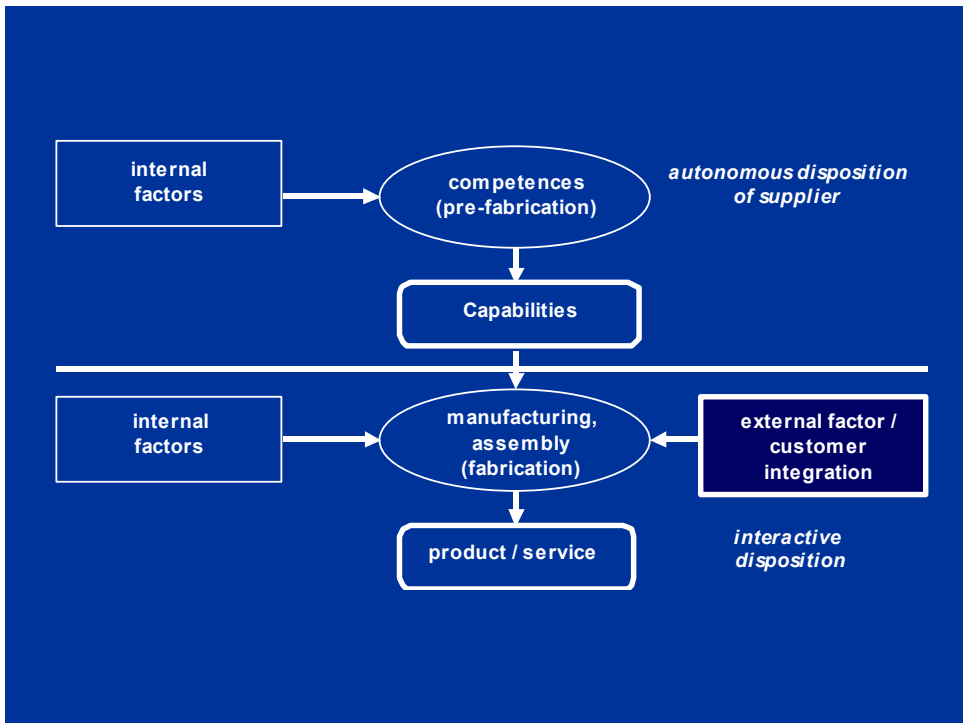 internal
factors
competences
(pre-fabrication)
autonomous disposition
of supplier
Capabilities
internal
factors
manufacturing,
assembly
(fabrication)
external factor /
customer
integration
product / service
interactive
disposition